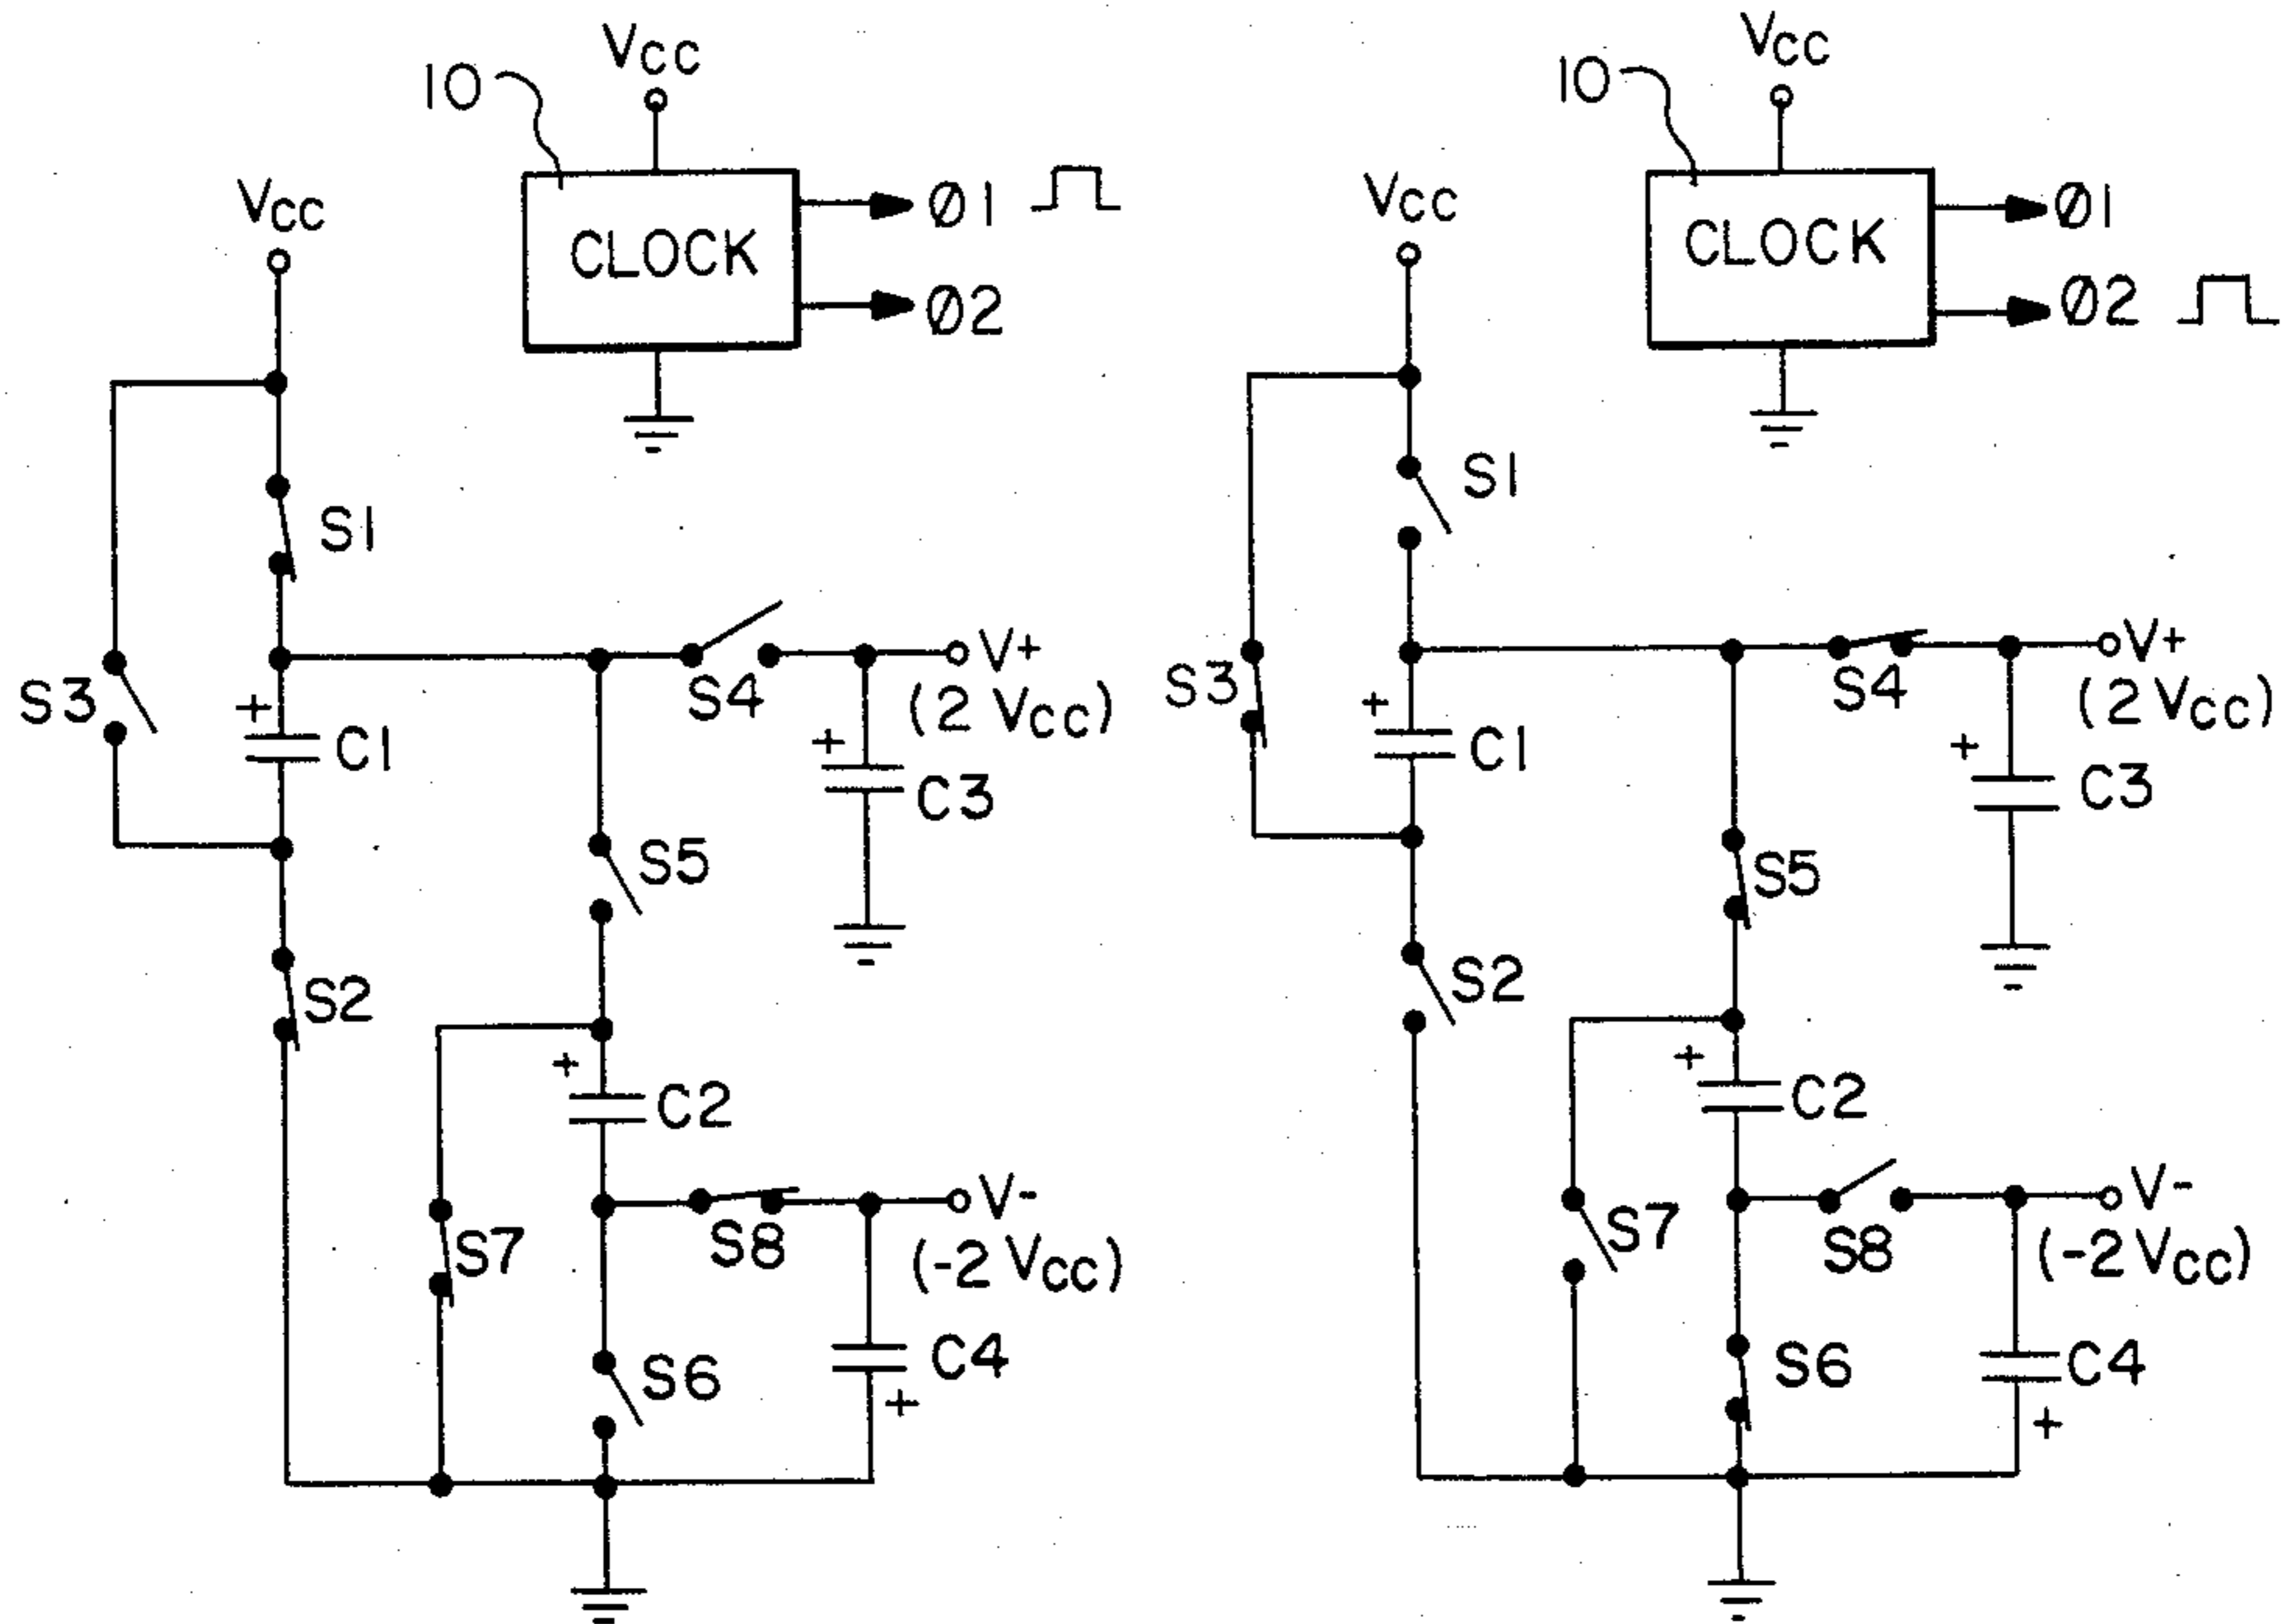 VCC
10
CLOCK
Ø1
Ø2
VCC
S1
S3
+
C1
S4
V+
(2 VCC)
+
C3
S5
S2
+
C2
S7
S8
V-
(-2 VCC)
S6
C4
+
VCC
10
CLOCK
Ø1
Ø2
VCC
S1
S3
+
C1
S4
V+
(2 VCC)
+
C3
S5
S2
+
C2
S7
S8
V-
(-2 VCC)
S6
C4
+